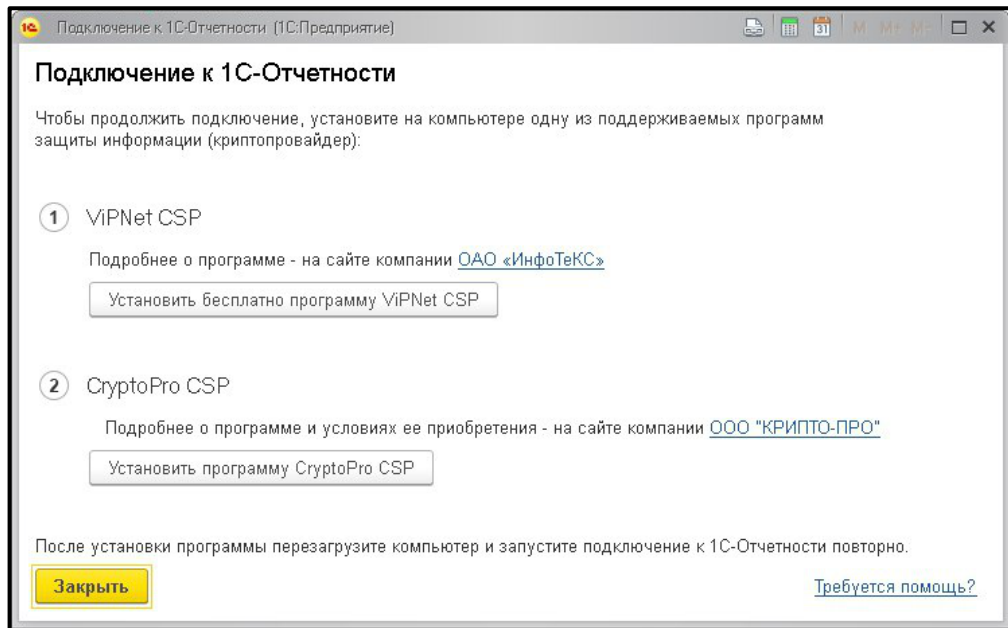 1С Подключение к 1С-Отчетности (1С:Предприятие) 31 M M+ M-
Подключение к 1С-Отчетности
Чтобы продолжить подключение, установите на компьютере одну из поддерживаемых программ
защиты информации (криптопровайдер):
1 ViPNet CSP
Подробнее о программе - на сайте компании ОАО «ИнфоТеКС»
Установить бесплатно программу ViPNet CSP
2 CryptoPro CSP
Подробнее о программе и условиях ее приобретения - на сайте компании ООО "КРИПТО-ПРО"
Установить программу CryptoPro CSP
После установки программы перезагрузите компьютер и запустите подключение к 1С-Отчетности повторно.
Закрыть Требуется помощь?